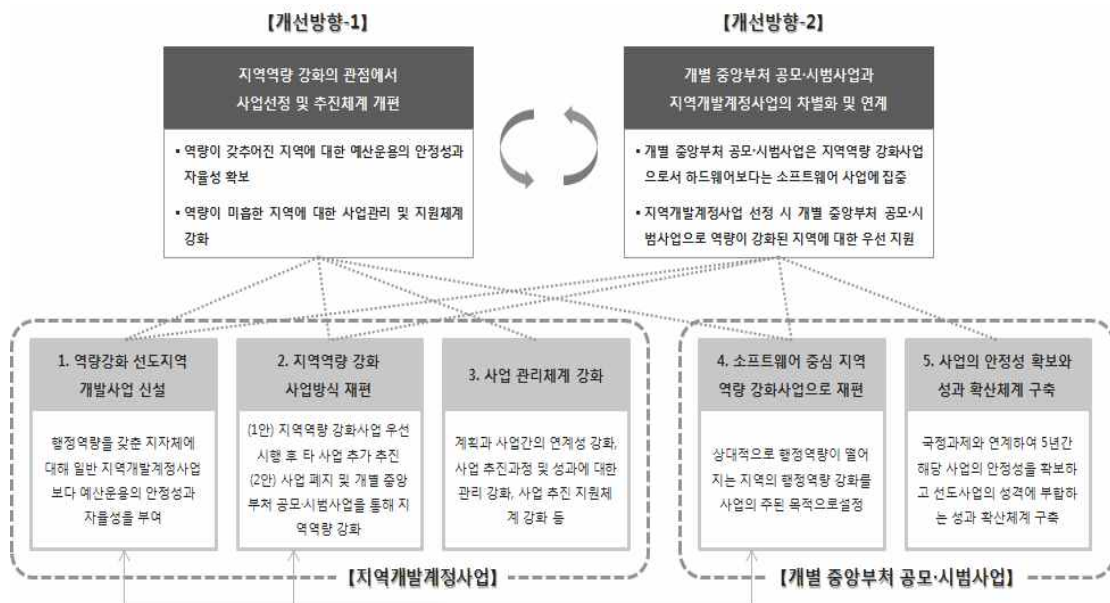 【개선방향-1】
지역역량 강화의 관점에서
사업선정 및 추진체계 개편
▪ 역량이 갖추어진 지역에 대한 예산운용의 안정성과
자율성 확보
▪ 역량이 미흡한 지역에 대한 사업관리 및 지원체계
강화
【개선방향-2】
개별 중앙부처 공모·시범사업과
지역개발계정사업의 차별화 및 연계
▪ 개별 중앙부처 공모·시범사업은 지역역량 강화사업
으로서 하드웨어보다는 소프트웨어 사업에 집중
▪ 지역개발계정사업 선정 시 개별 중앙부처 공모·시
범사업으로 역량이 강화된 지역에 대한 우선 지원
1. 역량강화 선도지역
개발사업 신설
행정역량을 갖춘 지자체에
대해 일반 지역개발계정사업
보다 예산운용의 안정성과
자율성을 부여
2. 지역역량 강화
사업방식 재편
(1안) 지역역량 강화사업 우선
시행 후 타 사업 추가 추진
(2안) 사업 폐지 및 개별 중앙
부처 공모·시범사업을 통해 지
역역량 강화
3. 사업 관리체계 강화
계획과 사업간의 연계성 강화,
사업 추진과정 및 성과에 대한
관리 강화, 사업 추진 지원체
계 강화 등
【지역개발계정사업】
4. 소프트웨어 중심 지역
역량 강화사업으로 재편
상대적으로 행정역량이 떨어
지는 지역의 행정역량 강화를
사업의 주된 목적으로설정
5. 사업의 안정성 확보와
성과 확산체계 구축
국정과제와 연계하여 5년간
해당 사업의 안정성을 확보하
고 선도사업의 성격에 부합하
는 성과 확산체계 구축
【개별 중앙부처 공모·시범사업】